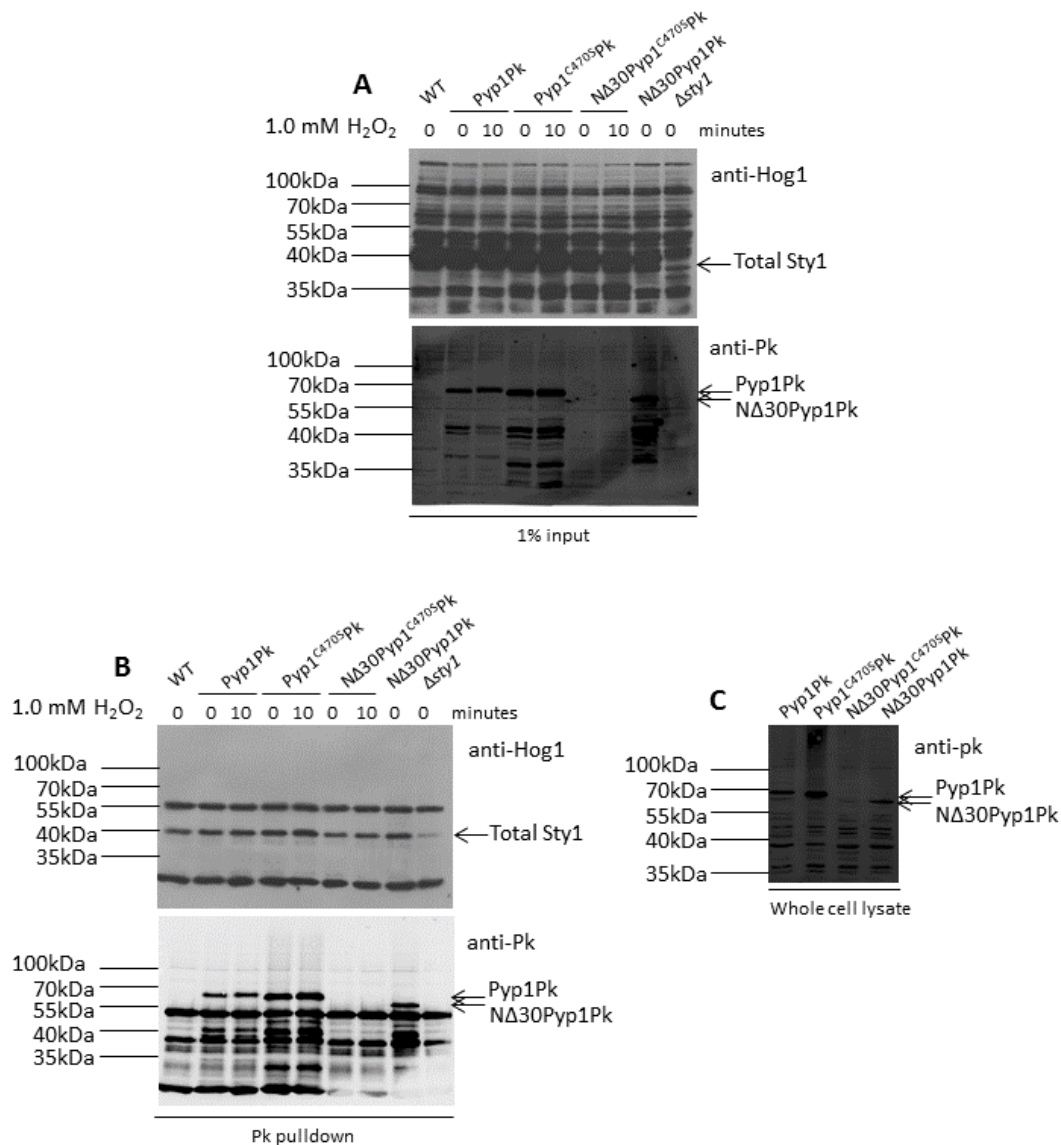 A
WT
Pyp1Pk
Pyp1C470SPk
NΔ30Pyp1C470SPk
NΔ30Pyp1Pk
Δsty1
1.0 mM H2O2 0 0 10 0 10 0 10 0 0 minutes
anti-Hog1
100kDa
70kDa
55kDa
40kDa
35kDa
Total Sty1
anti-Pk
100kDa
70kDa
55kDa
40kDa
35kDa
Pyp1Pk
NΔ30Pyp1Pk
1% input
B
WT
Pyp1Pk
Pyp1C470SPk
NΔ30Pyp1C470SPk
NΔ30Pyp1Pk
Δsty1
1.0 mM H2O2 0 0 10 0 10 0 10 0 0 minutes
anti-Hog1
100kDa
70kDa
55kDa
40kDa
35kDa
Total Sty1
anti-Pk
100kDa
70kDa
55kDa
40kDa
35kDa
Pyp1Pk
NΔ30Pyp1Pk
Pk pulldown
C
Pyp1Pk
Pyp1C470SPk
NΔ30Pyp1C470SPk
NΔ30Pyp1Pk
anti-pk
100kDa
70kDa
55kDa
40kDa
35kDa
Pyp1Pk
NΔ30Pyp1Pk
Whole cell lysate